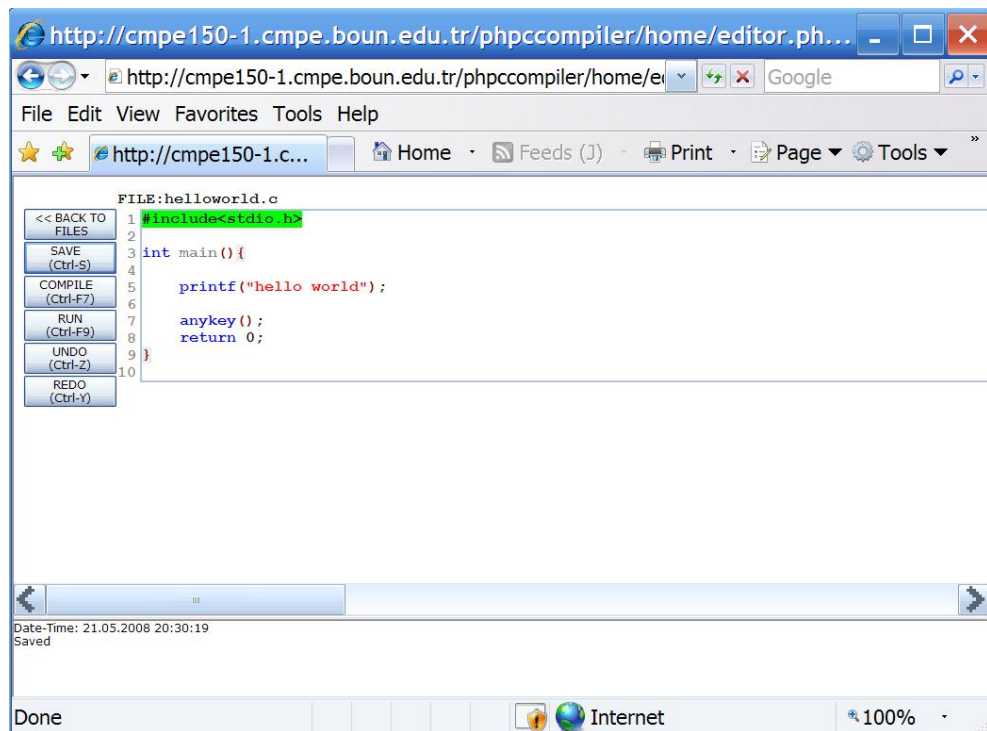 http://cmpe150-1.cmpe.boun.edu.tr/phpccompiler/home/editor.ph...
http://cmpe150-1.cmpe.boun.edu.tr/phpccompiler/home/e Google
File Edit View Favorites Tools Help
http://cmpe150-1.c... Home Feeds (J) Print Page Tools »
FILE:helloworld.c
<< BACK TO FILES
SAVE (Ctrl-S)
COMPILE (Ctrl-F7)
RUN (Ctrl-F9)
UNDO (Ctrl-Z)
REDO (Ctrl-Y)
1 #include<stdio.h>
2
3 int main(){
4
5 printf("hello world");
6
7 anykey();
8 return 0;
9 }
10
Date-Time: 21.05.2008 20:30:19
Saved
Done Internet 100%